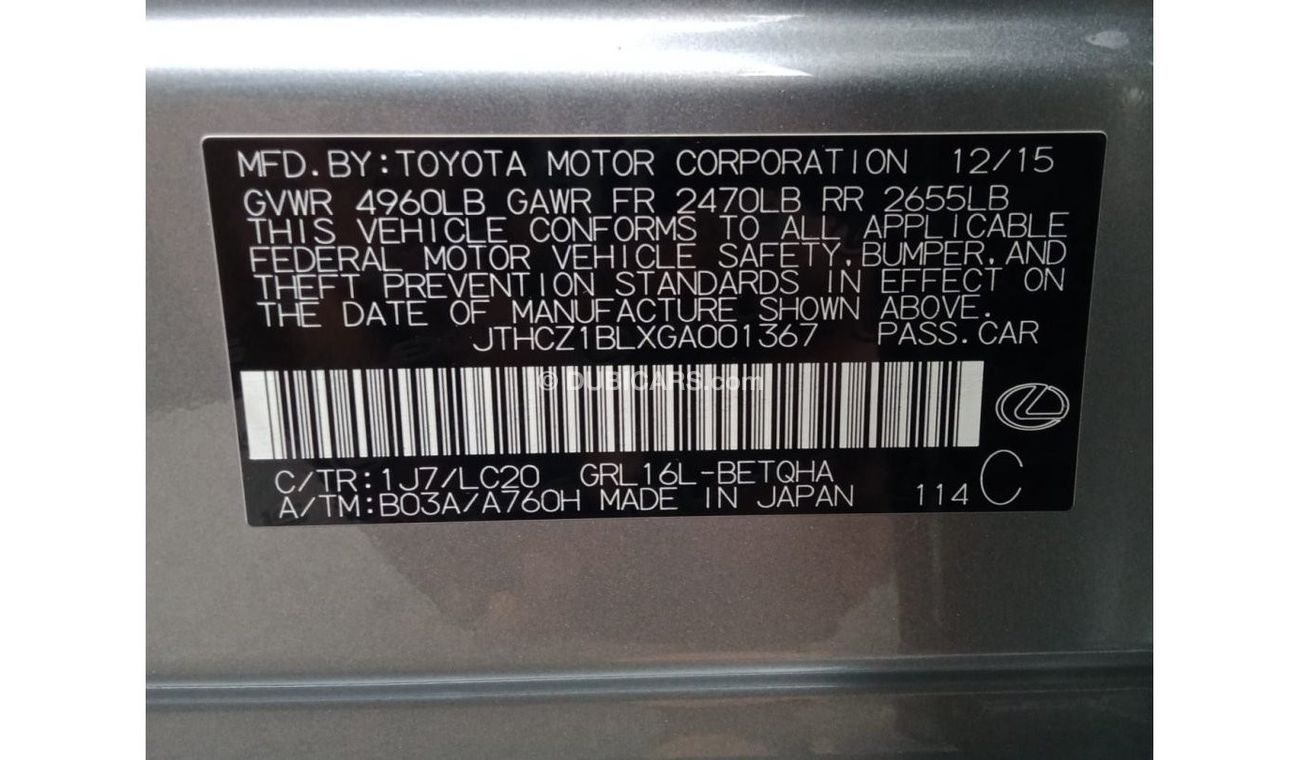 MFD.BY:TOYOTA MOTOR CORPORATION 12/15
GVWR 4960LB GAWR FR 2470LB RR 2655LB
THIS VEHICLE CONFORMS TO ALL APPLICABLE
FEDERAL MOTOR VEHICLE SAFETY,BUMPER,AND
THEFT PREVENTION STANDARDS IN EFFECT ON
THE DATE OF MANUFACTURE SHOWN ABOVE.
JTHCZ1BLXGA001367 PASS.CAR
© DUBICARS.com
C/TR:1J7/LC20 GRL16L-BETQHA
A/TM:B03A/A760H MADE IN JAPAN 114 C